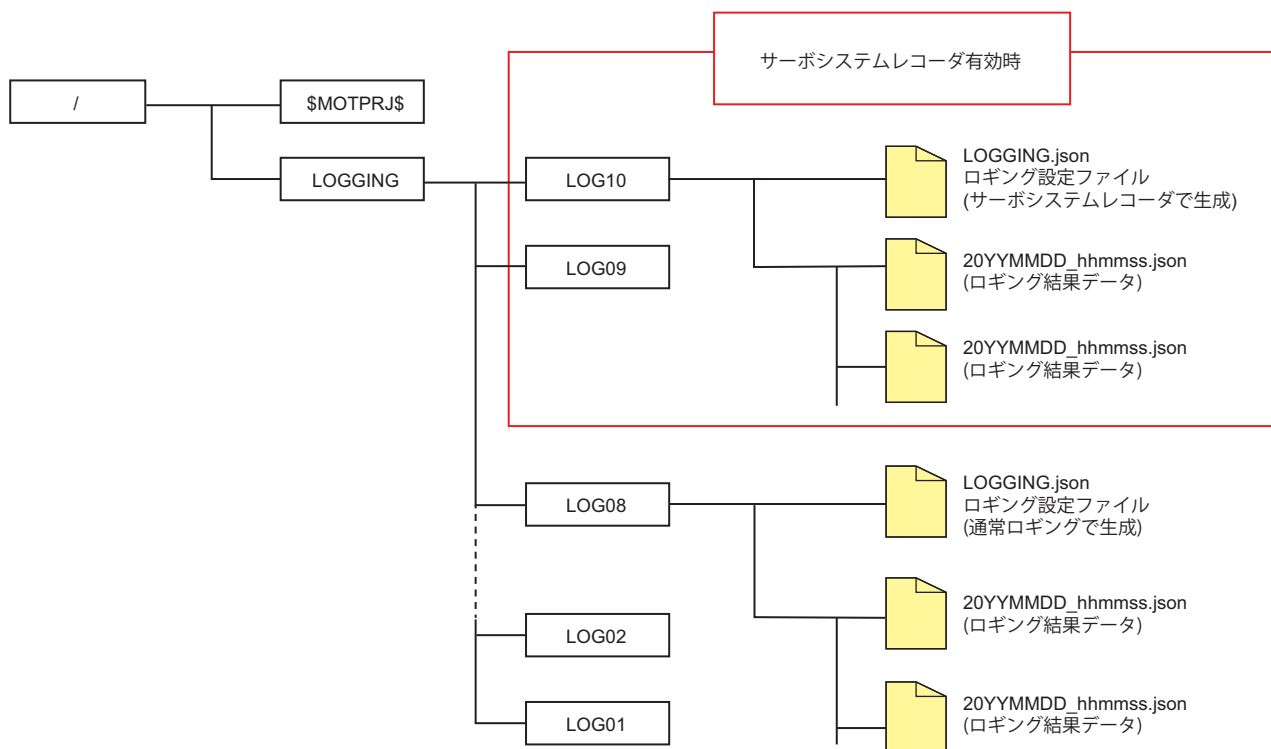 サーボシステムレコーダ有効時
/
$MOTPRJ$
LOGGING
LOG10
LOGGING.json
ロギング設定ファイル
(サーボシステムレコーダで生成)
LOG09
20YYMMDD_hhmmss.json
(ロギング結果データ)
20YYMMDD_hhmmss.json
(ロギング結果データ)
LOG08
LOGGING.json
ロギング設定ファイル
(通常ロギングで生成)
20YYMMDD_hhmmss.json
(ロギング結果データ)
LOG02
LOG01
20YYMMDD_hhmmss.json
(ロギング結果データ)